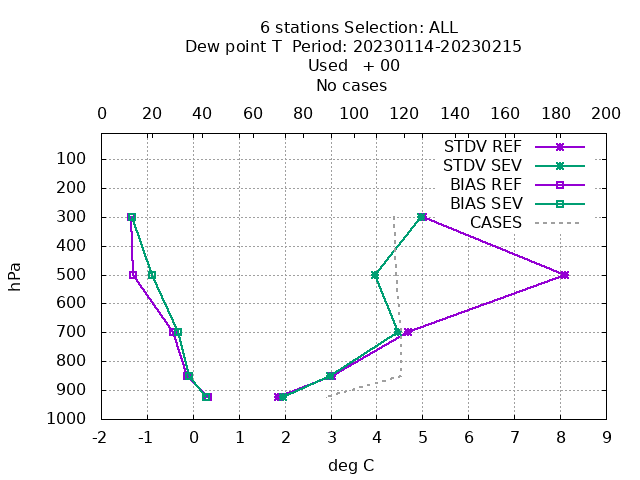 6 stations Selection: ALL
Dew point T  Period: 20230114-20230215
Used   + 00
No cases
0 20 40 60 80 100 120 140 160 180 200
STDV REF
STDV SEV
BIAS REF
BIAS SEV
CASES
100
200
300
400
500
600
700
800
900
1000
hPa
-2 -1 0 1 2 3 4 5 6 7 8 9
deg C